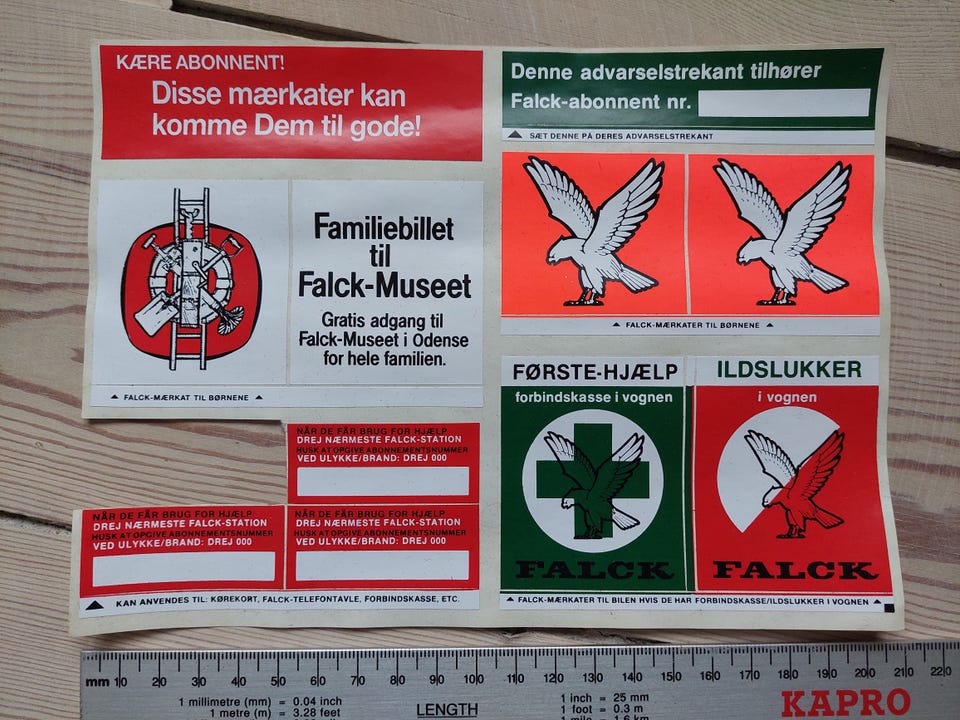 KÆRE ABONNENT!
Disse mærkater kan
komme Dem til gode!
Denne advarselstrekant tilhører
Falck-abonnent nr.
▲ SÆT DENNE PÅ DERES ADVARSELSTREKANT
Familiebillet
til
Falck-Museet
Gratis adgang til
Falck-Museet i Odense
for hele familien.
▲ FALCK-MÆRKAT TIL BØRNENE ▲
▲ FALCK-MÆRKATER TIL BØRNENE ▲
FØRSTE-HJÆLP
forbindskasse i vognen
FALCK
ILDSLUKKER
i vognen
FALCK
▲ FALCK-MÆRKATER TIL BILEN HVIS DE HAR FORBINDSKASSE/ILDSLUKKER I VOGNEN ▲
NÅR DE FÅR BRUG FOR HJÆLP
DREJ NÆRMESTE FALCK-STATION
HUSK AT OPGIVE ABONNEMENTSNUMMER
VED ULYKKE/BRAND: DREJ 000
NÅR DE FÅR BRUG FOR HJÆLP
DREJ NÆRMESTE FALCK-STATION
HUSK AT OPGIVE ABONNEMENTSNUMMER
VED ULYKKE/BRAND: DREJ 000
NÅR DE FÅR BRUG FOR HJÆLP
DREJ NÆRMESTE FALCK-STATION
HUSK AT OPGIVE ABONNEMENTSNUMMER
VED ULYKKE/BRAND: DREJ 000
▲ KAN ANVENDES TIL: KØREKORT, FALCK-TELEFONTAVLE, FORBINDSKASSE, ETC.
mm 10 20 30 40 50 60 70 80 90 100 110 120 130 140 150 160 170 180 190 200 210 220
1 millimetre (mm) = 0.04 inch
1 metre (m) = 3.28 feet
LENGTH
1 inch = 25 mm
1 foot = 0.3 m
1 mile = 1.6 km
KAPRO